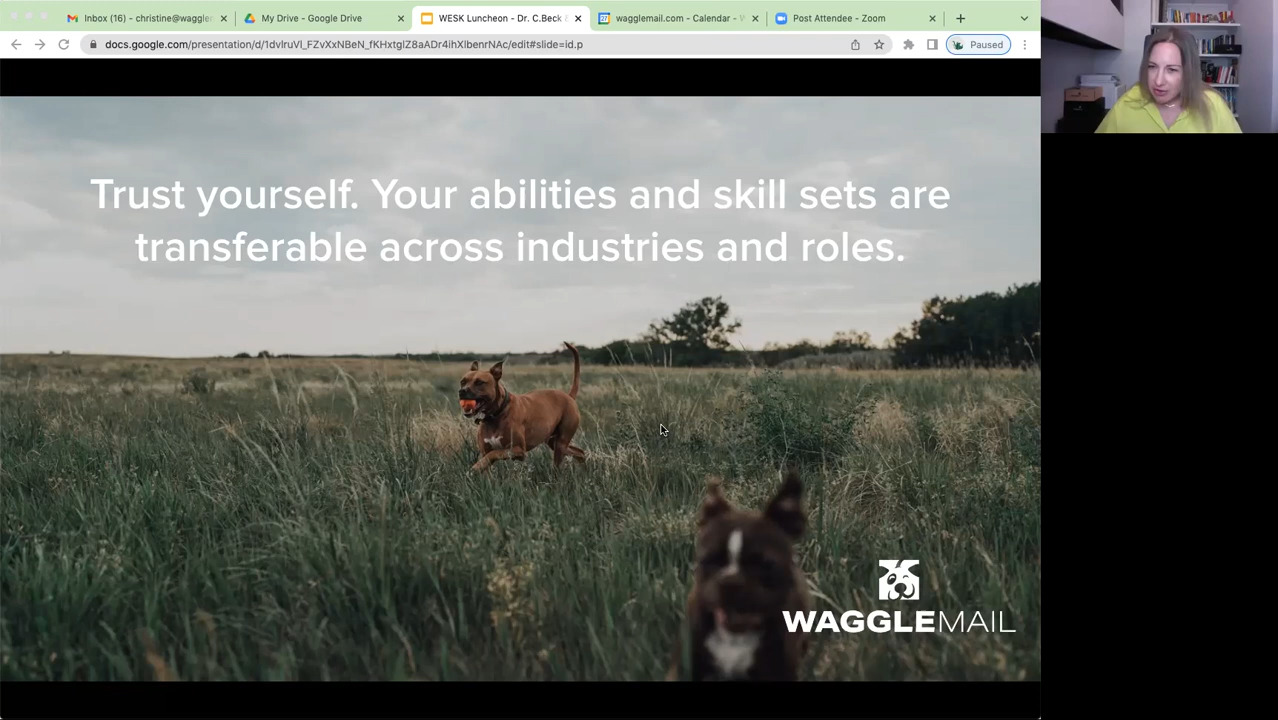 Inbox (16) - christine@waggle
My Drive - Google Drive
WESK Luncheon - Dr. C.Beck &
wagglemail.com - Calendar - W
Post Attendee - Zoom
docs.google.com/presentation/d/1dvlruVl_FZvXxNBeN_fKHxtglZ8aADr4ihXlbenrNAc/edit#slide=id.p
Paused
Trust yourself. Your abilities and skill sets are
transferable across industries and roles.
WAGGLEMAIL